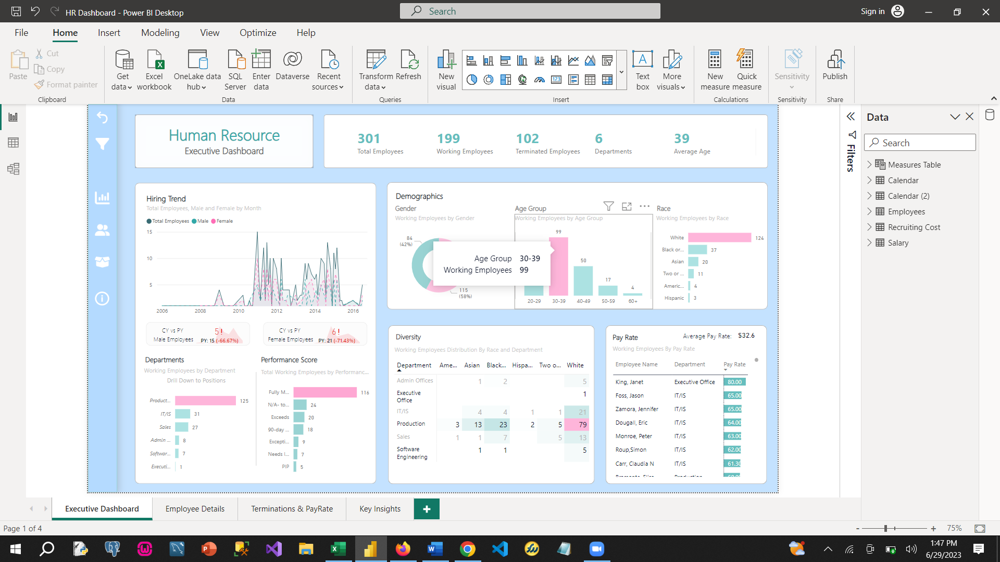 HR Dashboard - Power BI Desktop
Search
Sign in
File
Home
Insert
Modeling
View
Optimize
Help
Paste
Cut
Copy
Format painter
Clipboard
Get data
Excel workbook
OneLake data hub
SQL Server
Enter data
Dataverse
Recent sources
Data
Transform data
Refresh
Queries
New visual
Text box
More visuals
Insert
New measure
Quick measure
Calculations
Sensitivity
Sensitivity
Publish
Share
Human Resource
Executive Dashboard
301
Total Employees
199
Working Employees
102
Terminated Employees
6
Departments
39
Average Age
Hiring Trend
Total Employees, Male and Female by Month
Total Employees Male Female
15
10
5
2006 2008 2010 2012 2014 2016
CY vs PY
Male Employees
5!
PY: 15 (-66.67%)
CY vs PY
Female Employees
6!
PY: 21 (-71.43%)
Departments
Working Employees by Department
Drill Down to Positions
Product... 125
IT/IS 31
Sales 27
Admin ... 8
Softwar... 7
Executi... 1
Performance Score
Total Working Employees by Performanc...
Fully M... 116
N/A- to... 24
Exceeds 20
90-day ... 18
Excepti... 9
Needs I... 7
PIP 5
Demographics
Gender
Working Employees by Gender
84
(42%)
115
(58%)
Age Group
Working Employees by Age Group
99
50
17
4
20-29 30-39 40-49 50-59 60+
Age Group 30-39
Working Employees 99
Race
Working Employees by Race
White 124
Black or... 37
Asian 20
Two or ... 11
Americ... 4
Hispanic 3
Diversity
Working Employees Distribution By Race and Department
Department Ame... Asian Black... Hispa... Two o... White
Admin Offices 1 2 5
Executive Office 1
IT/IS 4 4 1 1 21
Production 3 13 23 2 5 79
Sales 1 1 7 5 13
Software Engineering 1 1 5
Pay Rate
Average Pay Rate: $32.6
Working Employees By Pay Rate
Employee Name Department Pay Rate
King, Janet Executive Office 80.00
Foss, Jason IT/IS 65.00
Zamora, Jennifer IT/IS 65.00
Dougall, Eric IT/IS 64.00
Monroe, Peter IT/IS 63.00
Roup,Simon IT/IS 62.00
Carr, Claudia N IT/IS 61.30
Filters
Data
Search
Measures Table
Calendar
Calendar (2)
Employees
Recruiting Cost
Salary
Executive Dashboard
Employee Details
Terminations & PayRate
Key Insights
Page 1 of 4
75%
1:47 PM
6/29/2023